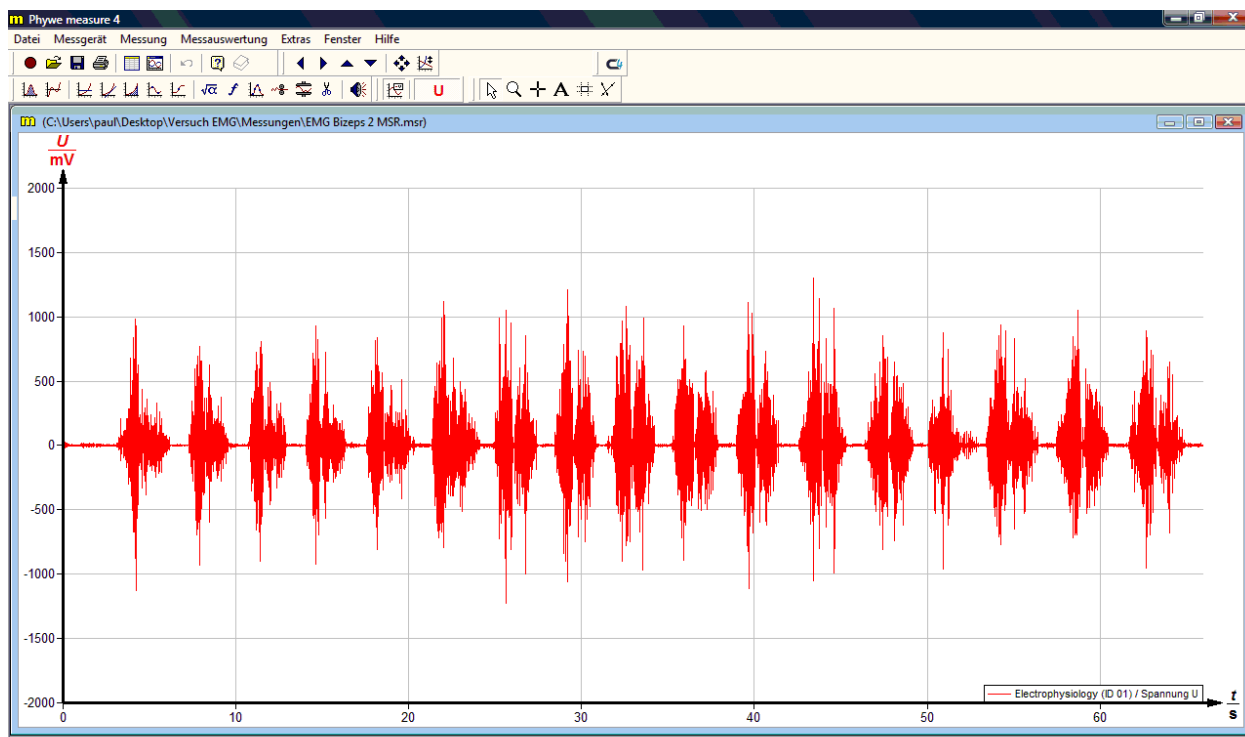 m Phywe measure 4
Datei Messgerät Messung Messauswertung Extras Fenster Hilfe
√α f U A
m (C:\Users\paul\Desktop\Versuch EMG\Messungen\EMG Bizeps 2 MSR.msr)
U
mV
2000
1500
1000
500
0
-500
-1000
-1500
-2000
0 10 20 30 40 50 60
Electrophysiology (ID 01) / Spannung U
t
s